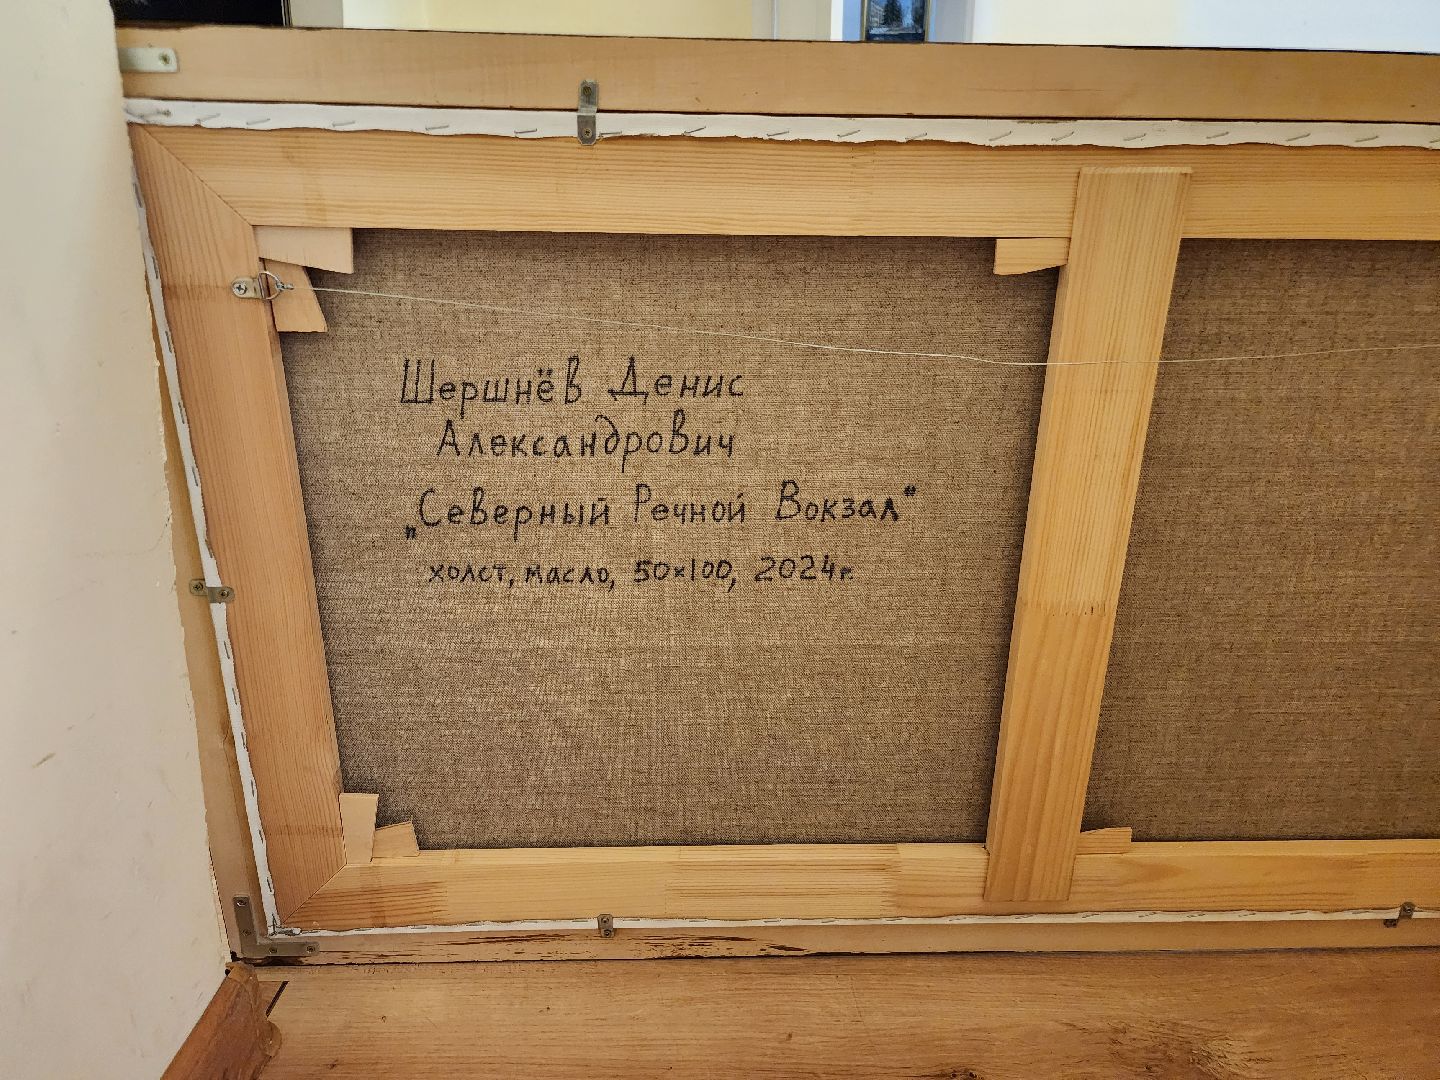 Шершнёв Денис
Александрович
„Северный Речной Вокзал"
холст, масло, 50×100, 2024г.